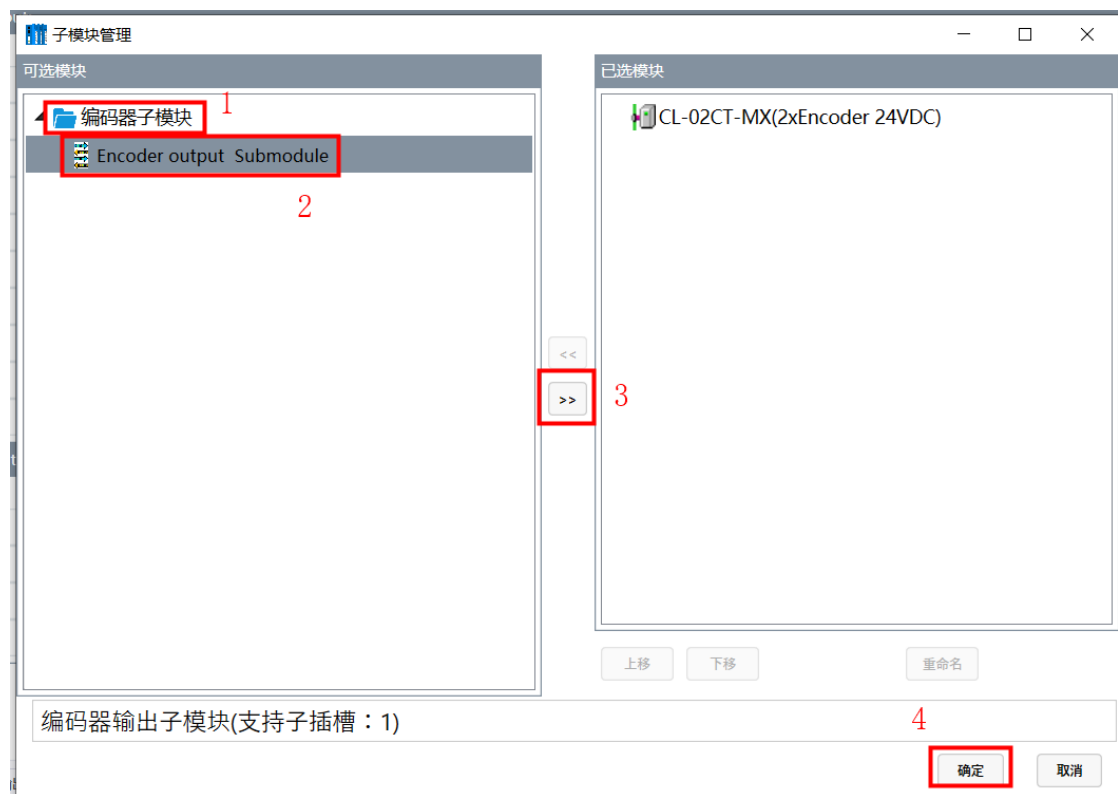 子模块管理
可选模块
已选模块
编码器子模块
1
CL-02CT-MX(2xEncoder 24VDC)
Encoder output Submodule
2
<<
>>
3
上移
下移
重命名
编码器输出子模块(支持子插槽：1)
4
确定
取消